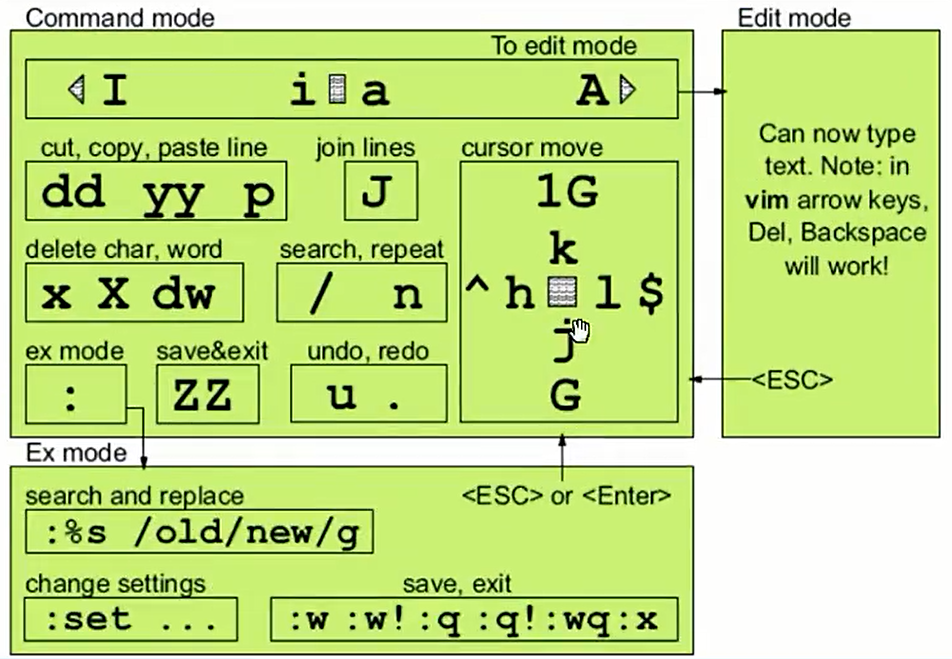 Command mode
Edit mode
To edit mode
I i a A
cut, copy, paste line
join lines
cursor move
dd yy p
J
1G
k
^ h l $
j
G
delete char, word
search, repeat
x X dw
/ n
ex mode
save&exit
undo, redo
:
ZZ
u .
Can now type
text. Note: in
vim arrow keys,
Del, Backspace
will work!
<ESC>
Ex mode
<ESC> or <Enter>
search and replace
:%s /old/new/g
change settings
save, exit
:set ...
:w :w! :q :q! :wq :x